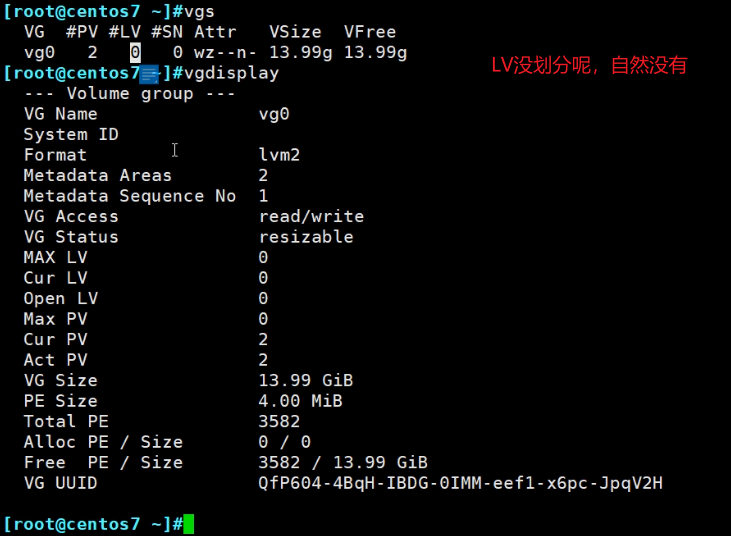 [root@centos7 ~]#vgs
VG #PV #LV #SN Attr VSize VFree
vg0 2 0 0 wz--n- 13.99g 13.99g
[root@centos7 ~]#vgdisplay
LV没划分呢，自然没有
--- Volume group ---
VG Name vg0
System ID
Format lvm2
Metadata Areas 2
Metadata Sequence No 1
VG Access read/write
VG Status resizable
MAX LV 0
Cur LV 0
Open LV 0
Max PV 0
Cur PV 2
Act PV 2
VG Size 13.99 GiB
PE Size 4.00 MiB
Total PE 3582
Alloc PE / Size 0 / 0
Free PE / Size 3582 / 13.99 GiB
VG UUID QfP604-4BqH-IBDG-0IMM-eef1-x6pc-JpqV2H
[root@centos7 ~]#